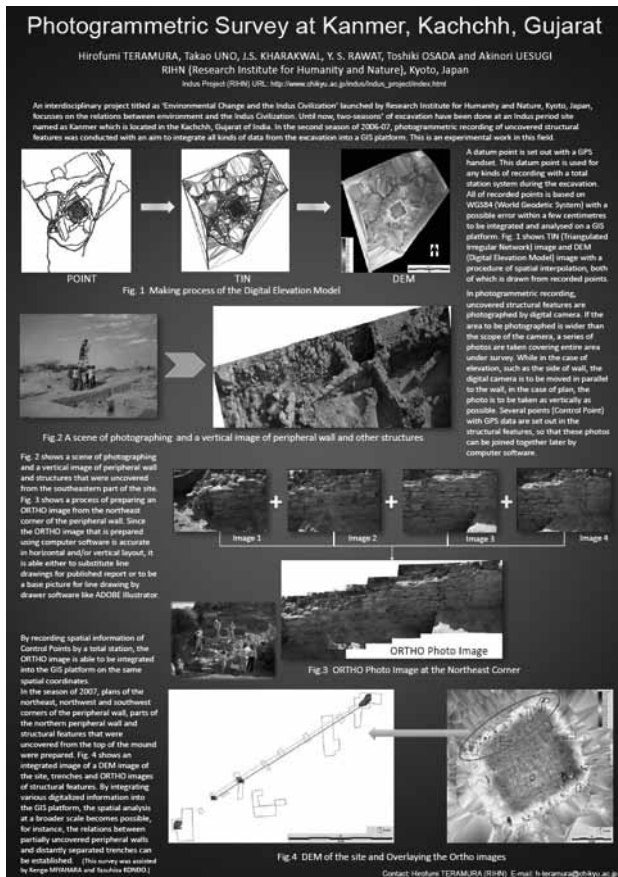 Photogrammetric Survey at Kanmer, Kachchh, Gujarat
Hirofumi TERAMURA, Takao UNO, J.S. KHARAKWAL, Y. S. RAWAT, Toshiki OSADA and Akinori UESUGI
RIHN (Research Institute for Humanity and Nature), Kyoto, Japan
Indus Project (RIHN) URL: http://www.chikyu.ac.jp/indus/indus_project/index.html
An interdisciplinary project titled as 'Environmental Change and the Indus Civilization' launched by Research Institute for Humanity and Nature, Kyoto, Japan,
focusses on the relations between environment and the Indus Civilization. Until now, two-seasons' of excavation have been done at an Indus period site
named as Kanmer which is located in the Kachchh, Gujarat of India. In the second season of 2006-07, photogrammetric recording of uncovered structural
features was conducted with an aim to integrate all kinds of data from the excavation into a GIS platform. This is an experimental work in this field.
POINT
TIN
DEM
Fig. 1 Making process of the Digital Elevation Model
A datum point is set out with a GPS
handset. This datum point is used for
any kinds of recording with a total
station system during the excavation.
All of recorded points is based on
WGS84 (World Geodetic System) with a
possible error within a few centimetres
to be integrated and analysed on a GIS
platform. Fig. 1 shows TIN (Triangulated
Irregular Network) image and DEM
(Digital Elevation Model) image with a
procedure of spatial interpolation, both
of which is drawn from recorded points.
In photogrammetric recording,
uncovered structural features are
photographed by digital camera. If the
area to be photographed is wider than
the scope of the camera, a series of
photos are taken covering entire area
under survey. While in the case of
elevation, such as the side of wall, the
digital camera is to be moved in parallel
to the wall, in the case of plan, the
photo is to be taken as vertically as
possible. Several points (Control Point)
with GPS data are set out in the
structural features, so that these photos
can be joined together later by
computer software.
Fig.2 A scene of photographing and a vertical image of peripheral wall and other structures
Fig. 2 shows a scene of photographing
and a vertical image of peripheral wall
and structures that were uncovered
from the southeastern part of the site.
Fig. 3 shows a process of preparing an
ORTHO image from the northeast
corner of the peripheral wall. Since
the ORTHO image that is prepared
using computer software is accurate
in horizontal and/or vertical layout, it
is able either to substitute line
drawings for published report or to be
a base picture for line drawing by
drawer software like ADOBE Illustrator.
+ + +
Image 1 Image 2 Image 3 Image 4
ORTHO Photo Image
Fig.3 ORTHO Photo Image at the Northeast Corner
By recording spatial information of
Control Points by a total station, the
ORTHO image is able to be integrated
into the GIS platform on the same
spatial coordinates.
In the season of 2007, plans of the
northeast, northwest and southwest
corners of the peripheral wall, parts of
the northern peripheral wall and
structural features that were
uncovered from the top of the mound
were prepared. Fig. 4 shows an
integrated image of a DEM image of
the site, trenches and ORTHO images
of structural features. By integrating
various digitalized information into
the GIS platform, the spatial analysis
at a broader scale becomes possible,
for instance, the relations between
partially uncovered peripheral walls
and distantly separated trenches can
be established. (This survey was assisted
by Kengo MIYAHARA and Yasuhisa KONDO.)
Fig.4 DEM of the site and Overlaying the Ortho images
Contact: Hirofumi TERAMURA (RIHN) E-mail: h-teramura@chikyu.ac.jp